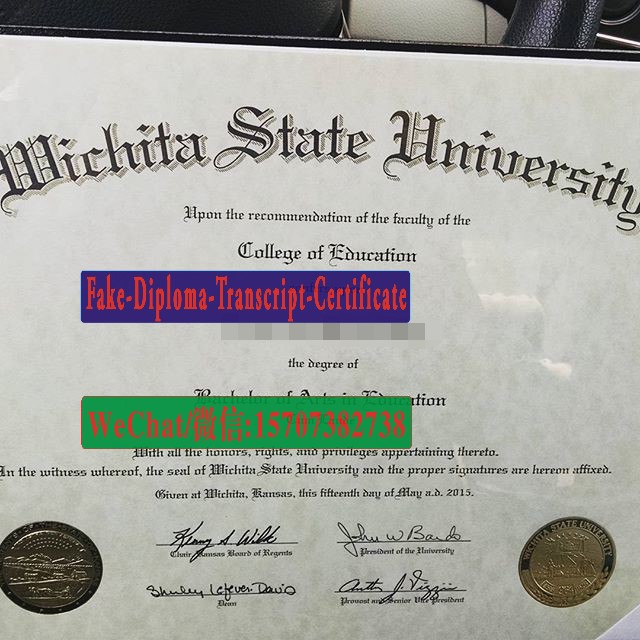 Wichita State University
Upon the recommendation of the faculty of the
College of Education
Fake-Diploma-Transcript-Certificate
the degree of
Bachelor of Arts in Education
WeChat/微信:15707382738
With all the honors, rights, and privileges appertaining thereto.
In the witness whereof, the seal of Wichita State University and the proper signatures are hereon affixed.
Given at Wichita, Kansas, this fifteenth day of May a.d. 2015.
Chair Kansas Board of Regents
President of the University
Dean
Provost and Senior Vice President
WICHITA STATE UNIVERSITY